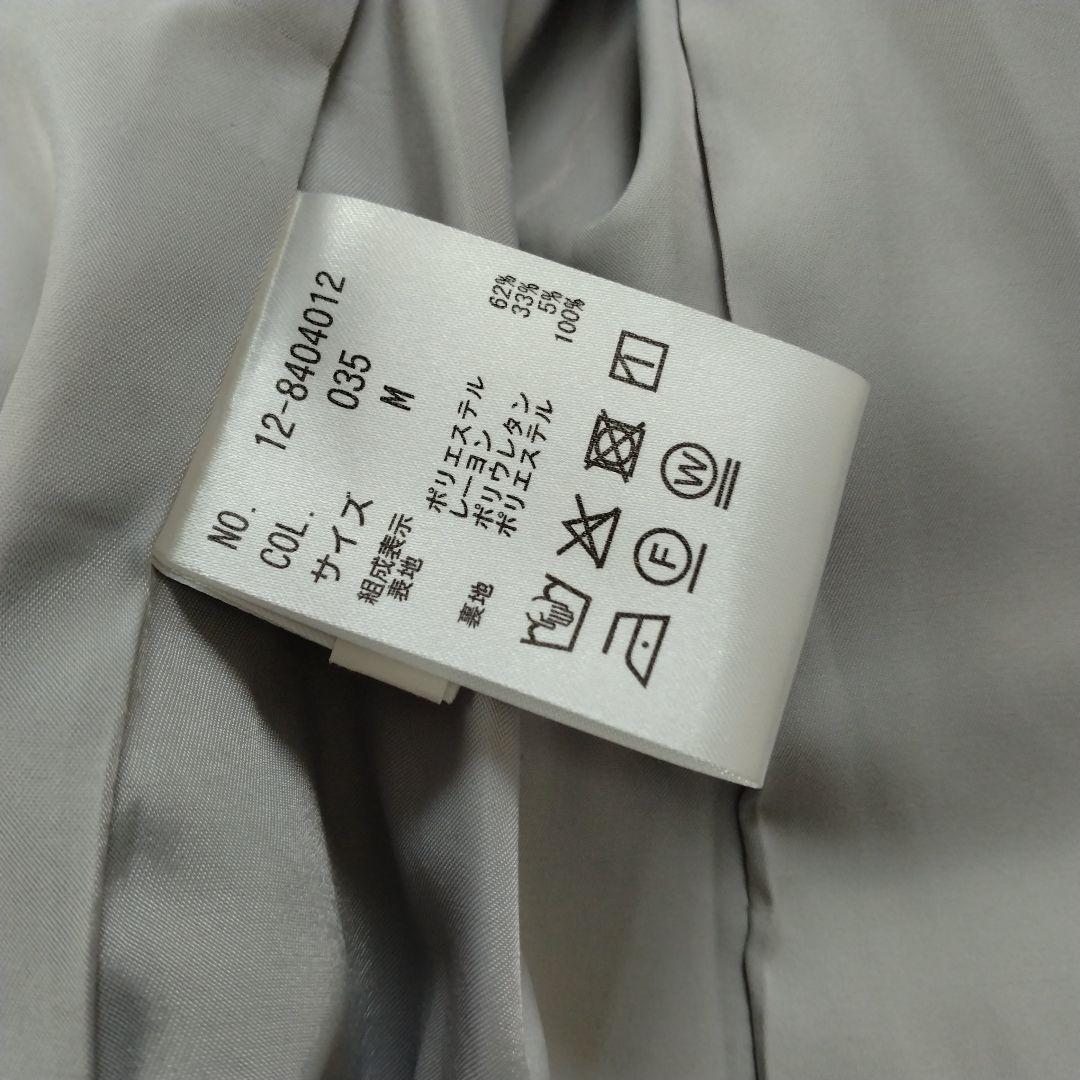 NO. 12-8404012
COL. 035
サイズ M
組成表示
表地 ポリエステル 62%
レーヨン 33%
ポリウレタン 5%
裏地 ポリエステル 100%
F
W